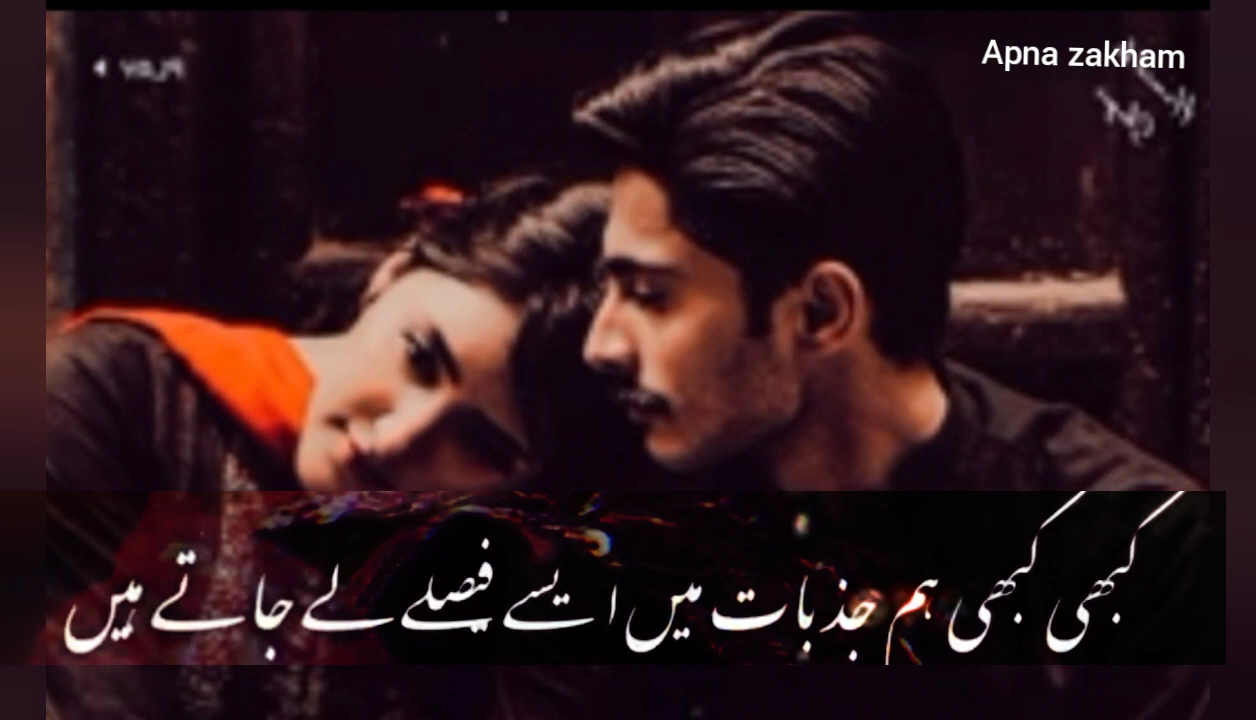 Apna zakham
کبھی کبھی ہم جذبات میں ایسے فیصلے لے جاتے ہیں